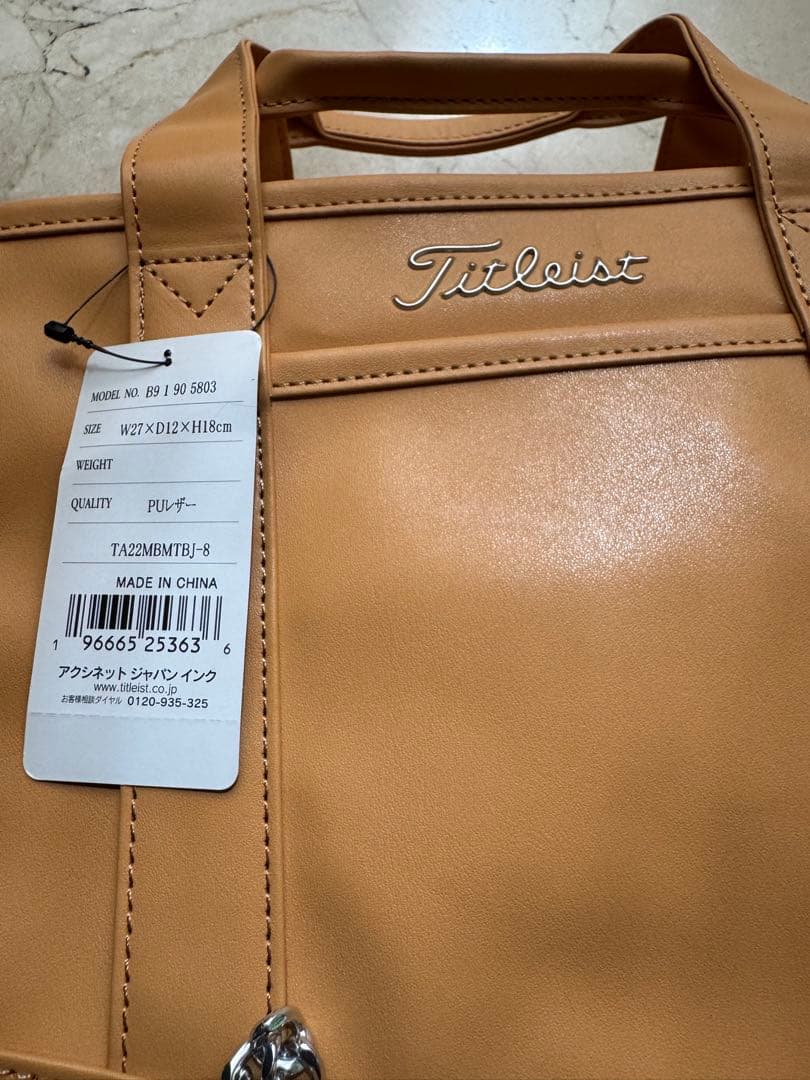 Titleist
MODEL NO. B9 1 90 5803
SIZE W27×D12×H18cm
WEIGHT
QUALITY PUレザー
TA22MBMTBJ-8
MADE IN CHINA
1 96665 25363 6
アクシネット ジャパン インク
www.titleist.co.jp
お客様相談ダイヤル 0120-935-325